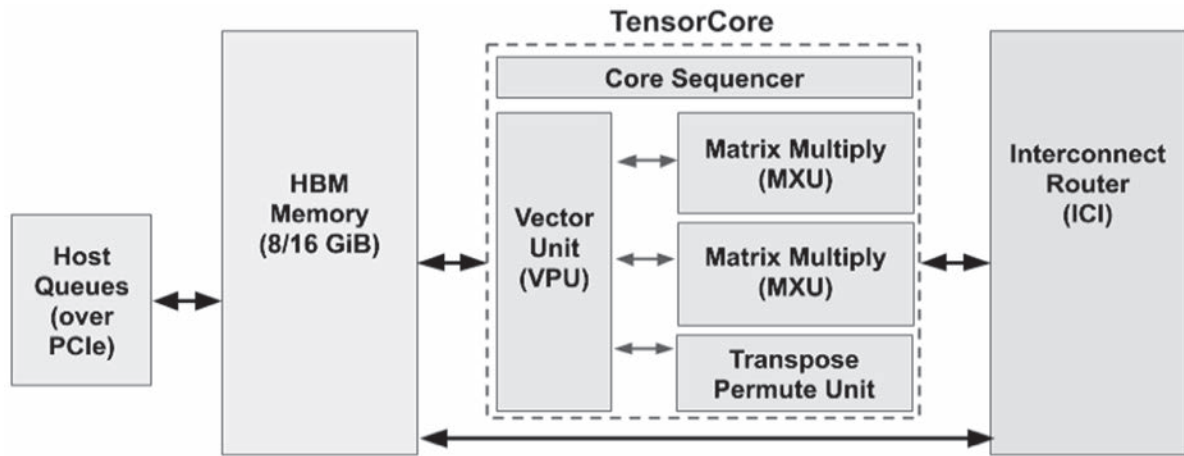 TensorCore
Core Sequencer
HBM
Memory
(8/16 GiB)
Host
Queues
(over
PCIe)
Vector
Unit
(VPU)
Matrix Multiply
(MXU)
Matrix Multiply
(MXU)
Transpose
Permute Unit
Interconnect
Router
(ICI)